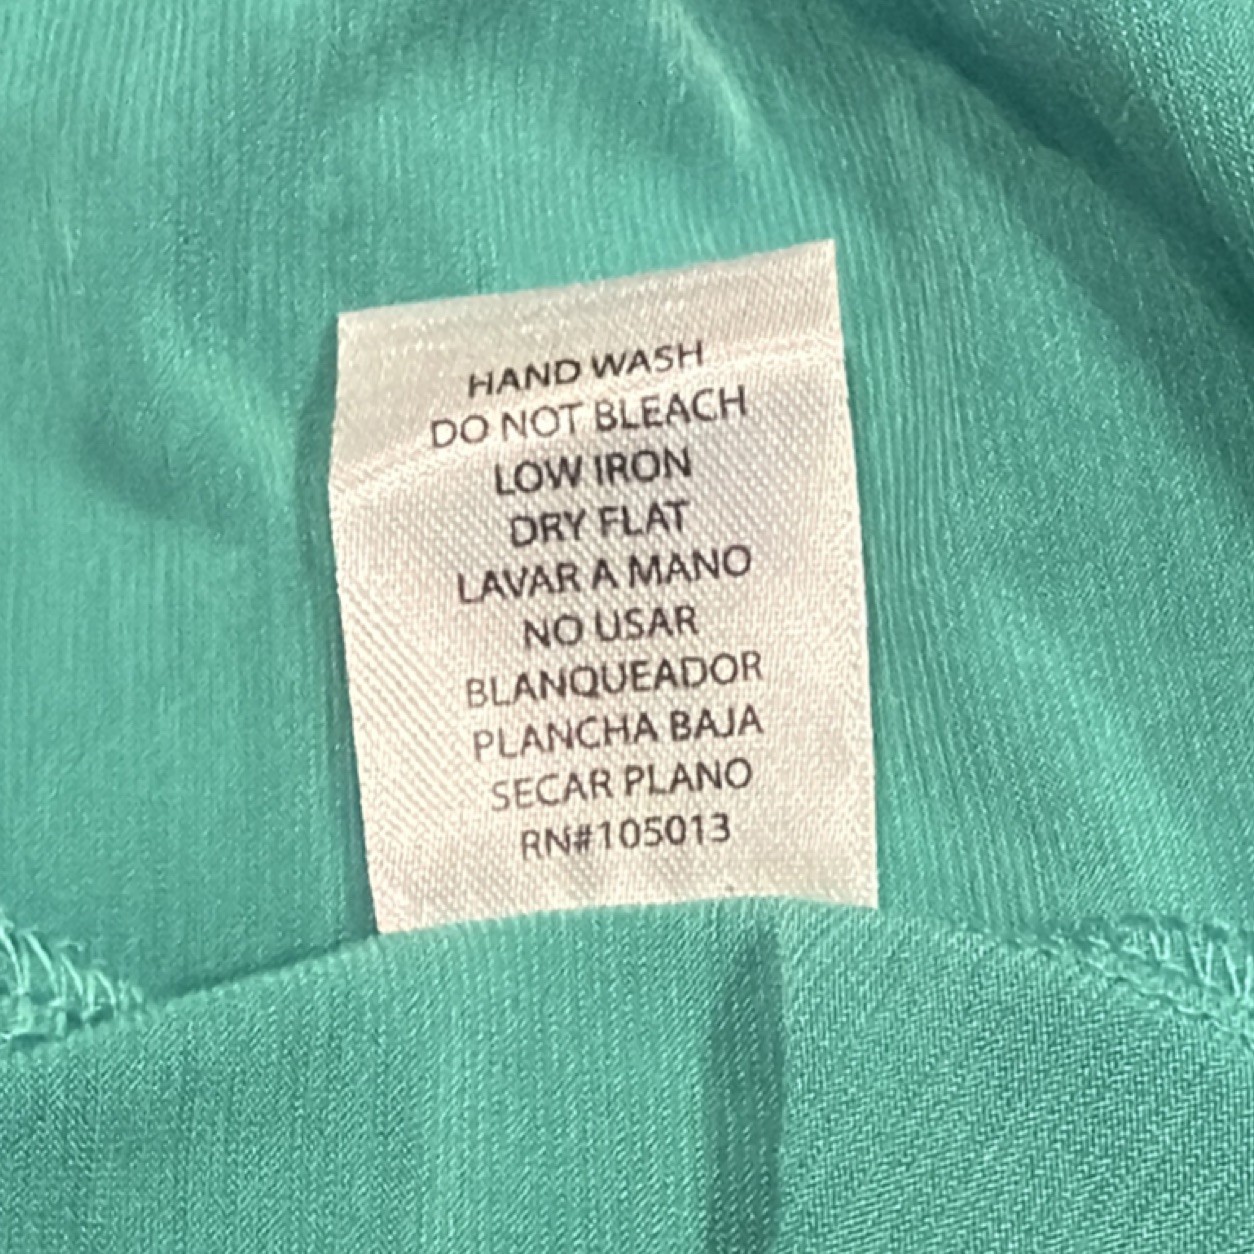 HAND WASH
DO NOT BLEACH
LOW IRON
DRY FLAT
LAVAR A MANO
NO USAR
BLANQUEADOR
PLANCHA BAJA
SECAR PLANO
RN#105013